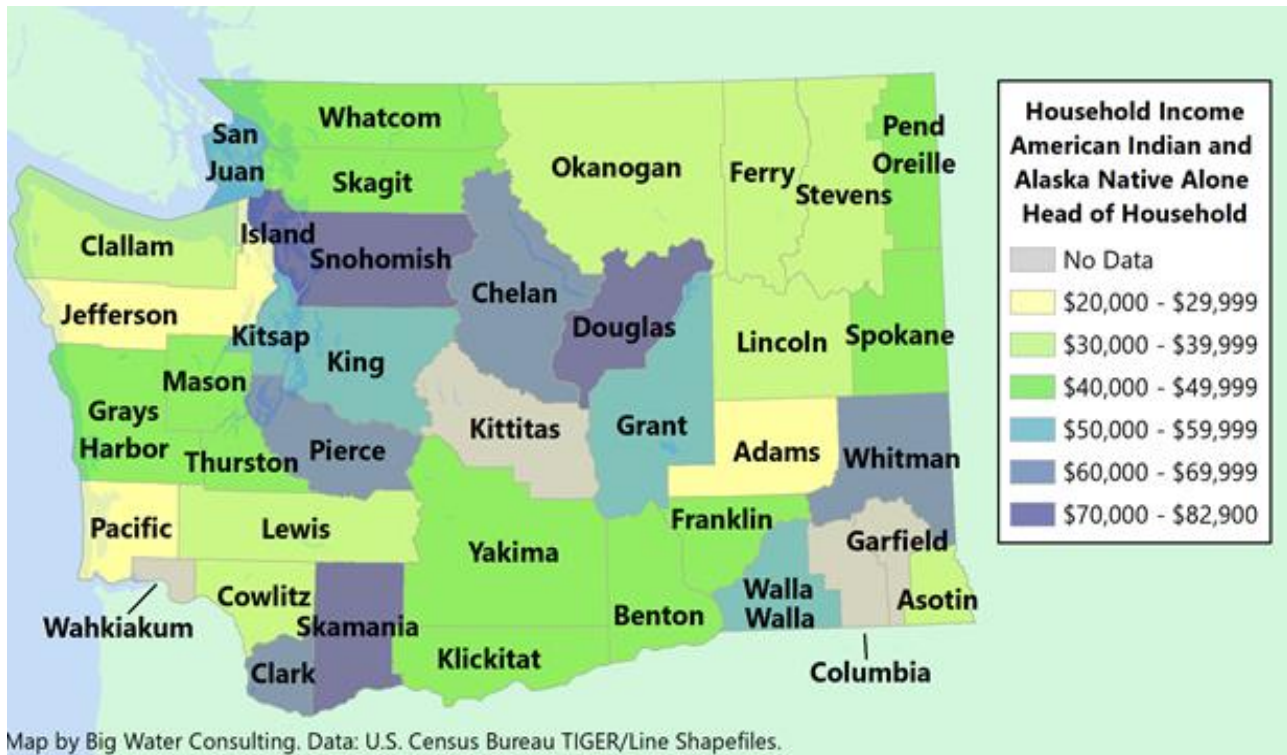 Whatcom
San
Juan
Skagit
Okanogan
Ferry
Stevens
Pend
Oreille
Island
Clallam
Snohomish
Chelan
Jefferson
Kitsap
King
Douglas
Lincoln
Spokane
Mason
Grays
Harbor
Thurston
Pierce
Kittitas
Grant
Adams
Whitman
Pacific
Lewis
Yakima
Franklin
Garfield
Wahkiakum
Cowlitz
Skamania
Benton
Walla
Walla
Asotin
Clark
Klickitat
Columbia
Household Income
American Indian and
Alaska Native Alone
Head of Household
No Data
$20,000 - $29,999
$30,000 - $39,999
$40,000 - $49,999
$50,000 - $59,999
$60,000 - $69,999
$70,000 - $82,900
Map by Big Water Consulting. Data: U.S. Census Bureau TIGER/Line Shapefiles.